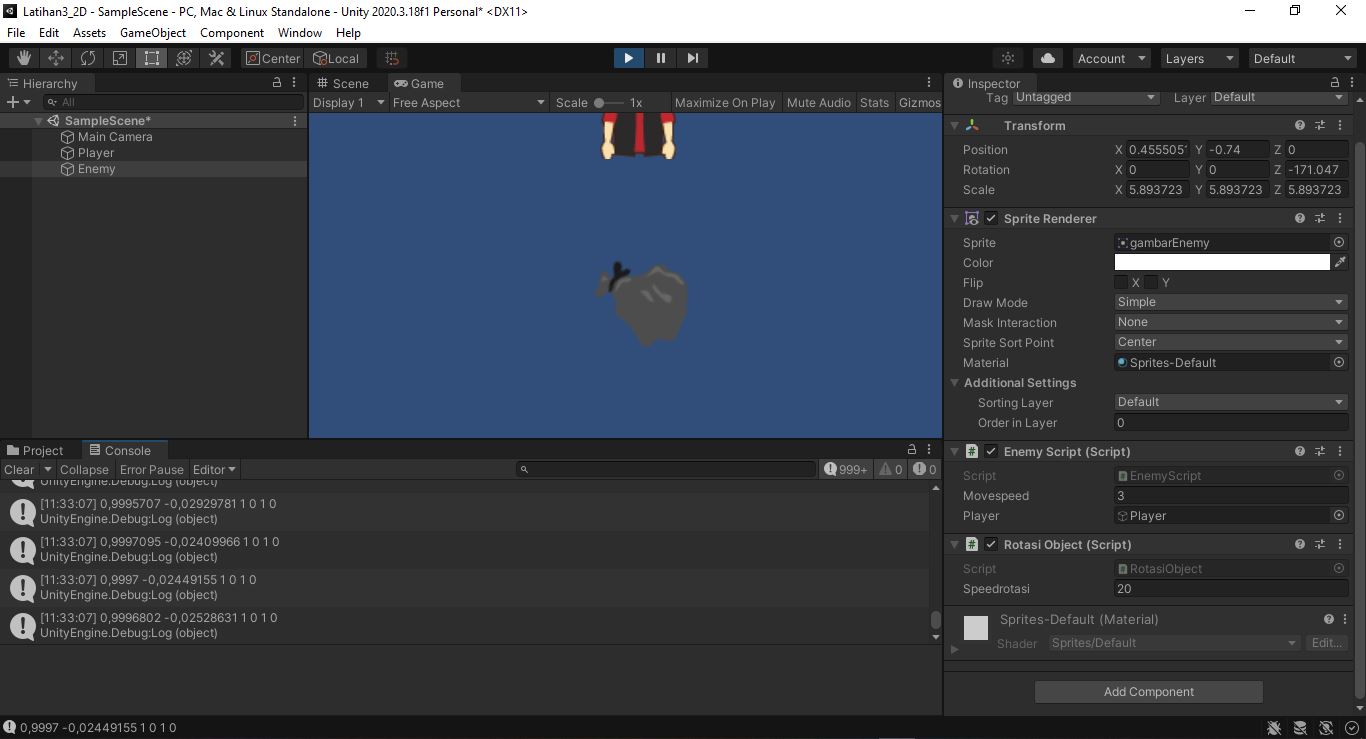 Latihan3_2D - SampleScene - PC, Mac & Linux Standalone - Unity 2020.3.18f1 Personal* <DX11>
File Edit Assets GameObject Component Window Help
Center Local Account Layers Default
Hierarchy
All
SampleScene*
Main Camera
Player
Enemy
Scene Game
Display 1 Free Aspect Scale 1x Maximize On Play Mute Audio Stats Gizmos
Inspector
Tag Untagged Layer Default
Transform
Position X 0.455505 Y -0.74 Z 0
Rotation X 0 Y 0 Z -171.047
Scale X 5.893723 Y 5.893723 Z 5.893723
Sprite Renderer
Sprite gambarEnemy
Color
Flip X Y
Draw Mode Simple
Mask Interaction None
Sprite Sort Point Center
Material Sprites-Default
Additional Settings
Sorting Layer Default
Order in Layer 0
Enemy Script (Script)
Script EnemyScript
Movespeed 3
Player Player
Rotasi Object (Script)
Script RotasiObject
Speedrotasi 20
Sprites-Default (Material)
Shader Sprites/Default Edit...
Add Component
Project Console
Clear Collapse Error Pause Editor 999+ 0 0
UnityEngine.Debug:Log (object)
[11:33:07] 0,9995707 -0,02929781 1 0 1 0
UnityEngine.Debug:Log (object)
[11:33:07] 0,9997095 -0,02409966 1 0 1 0
UnityEngine.Debug:Log (object)
[11:33:07] 0,9997 -0,02449155 1 0 1 0
UnityEngine.Debug:Log (object)
[11:33:07] 0,9996802 -0,02528631 1 0 1 0
UnityEngine.Debug:Log (object)
0,9997 -0,02449155 1 0 1 0